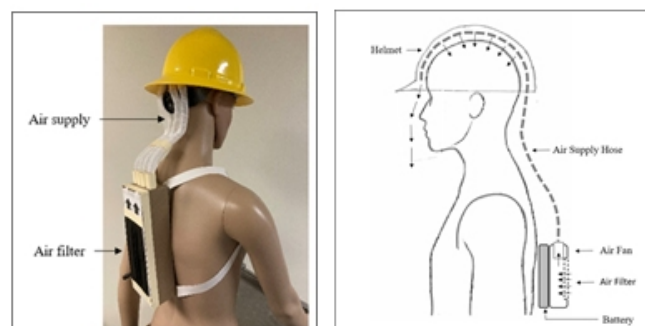 Air supply
Air filter
Helmet
Air Supply Hose
Air Fan
Air Filter
Battery